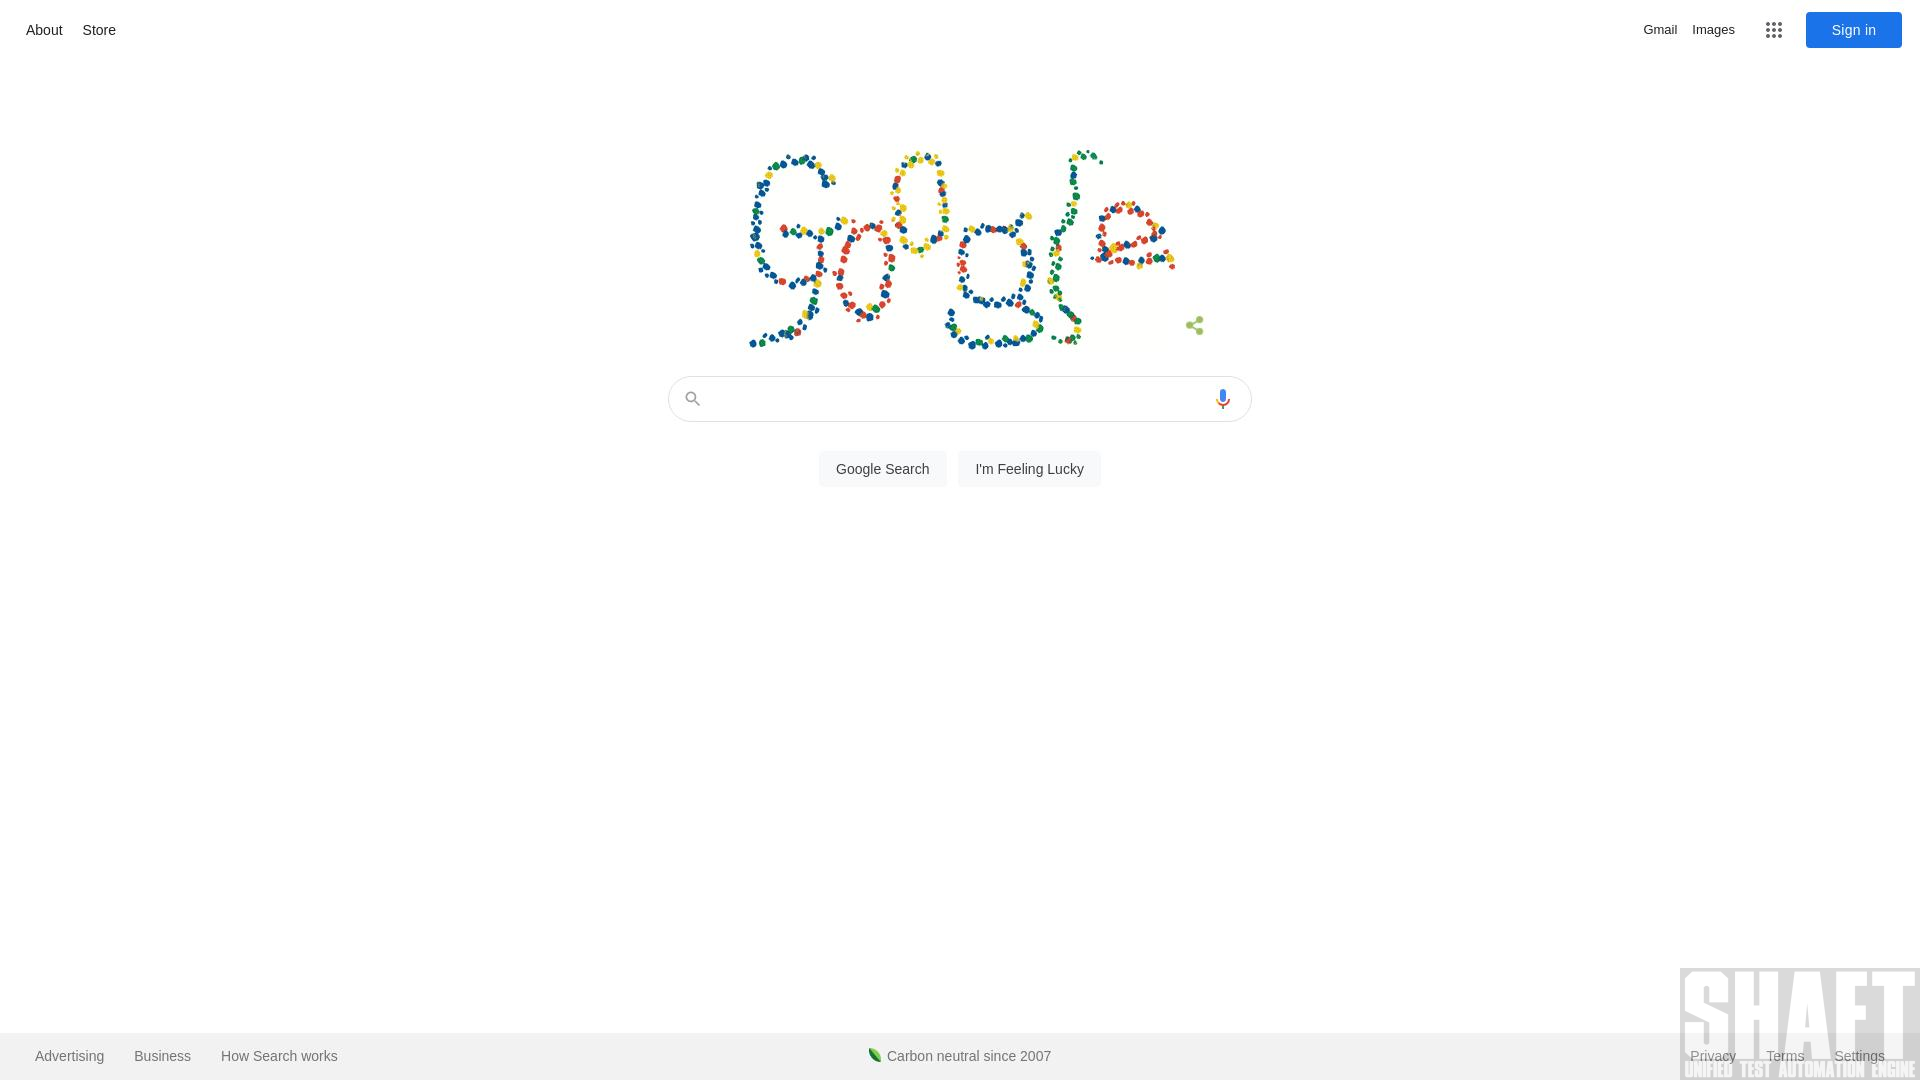 About Store
Gmail Images Sign in
Google
Google Search I'm Feeling Lucky
Advertising Business How Search works
Carbon neutral since 2007
Privacy Terms Settings
SHAFT
UNIFIED TEST AUTOMATION ENGINE